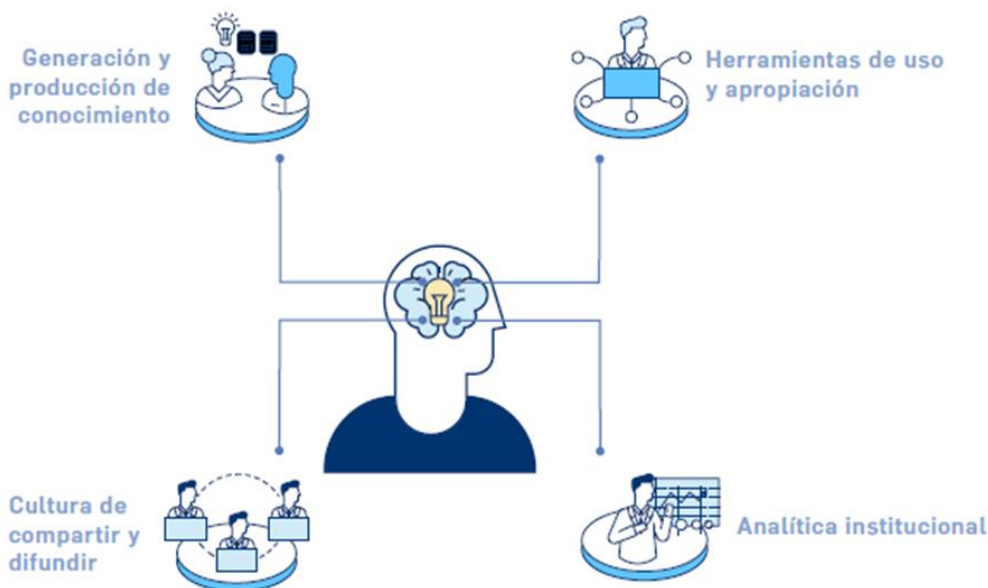 Generación y
producción de
conocimiento
Herramientas de uso
y apropiación
Cultura de
compartir y
difundir
Analítica institucional